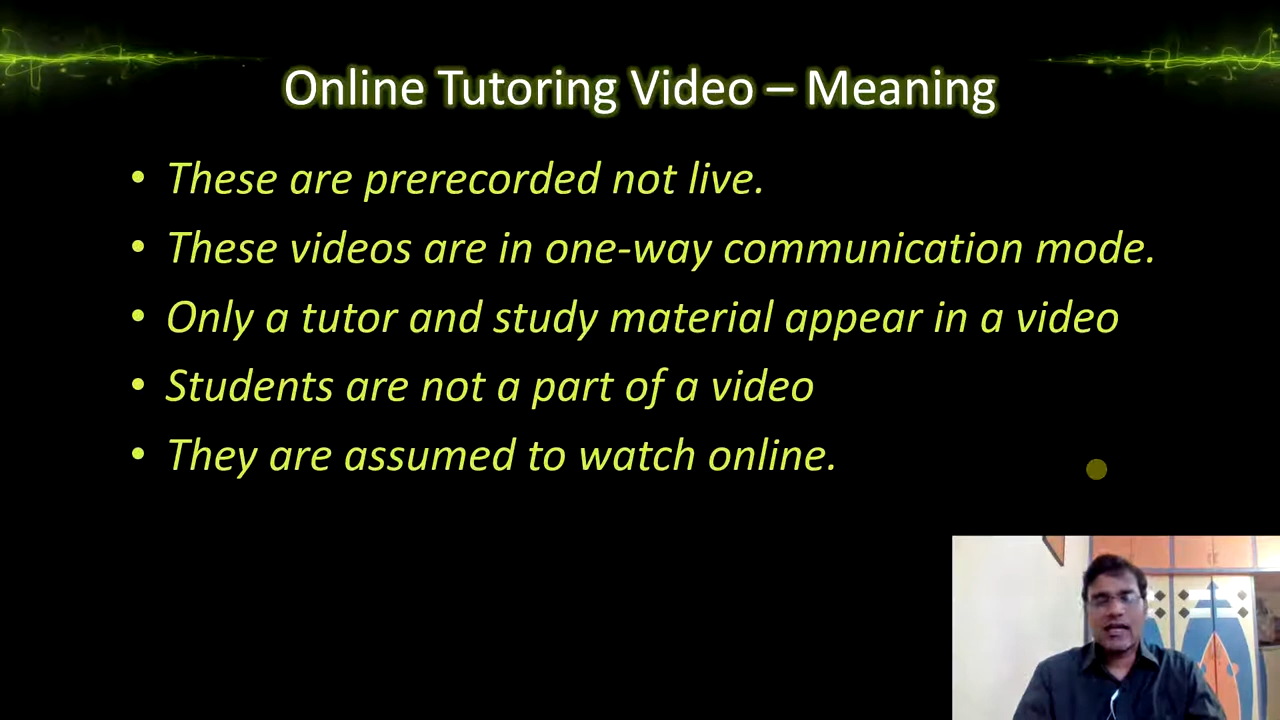 Online Tutoring Video – Meaning
• These are prerecorded not live.
• These videos are in one-way communication mode.
• Only a tutor and study material appear in a video
• Students are not a part of a video
• They are assumed to watch online.